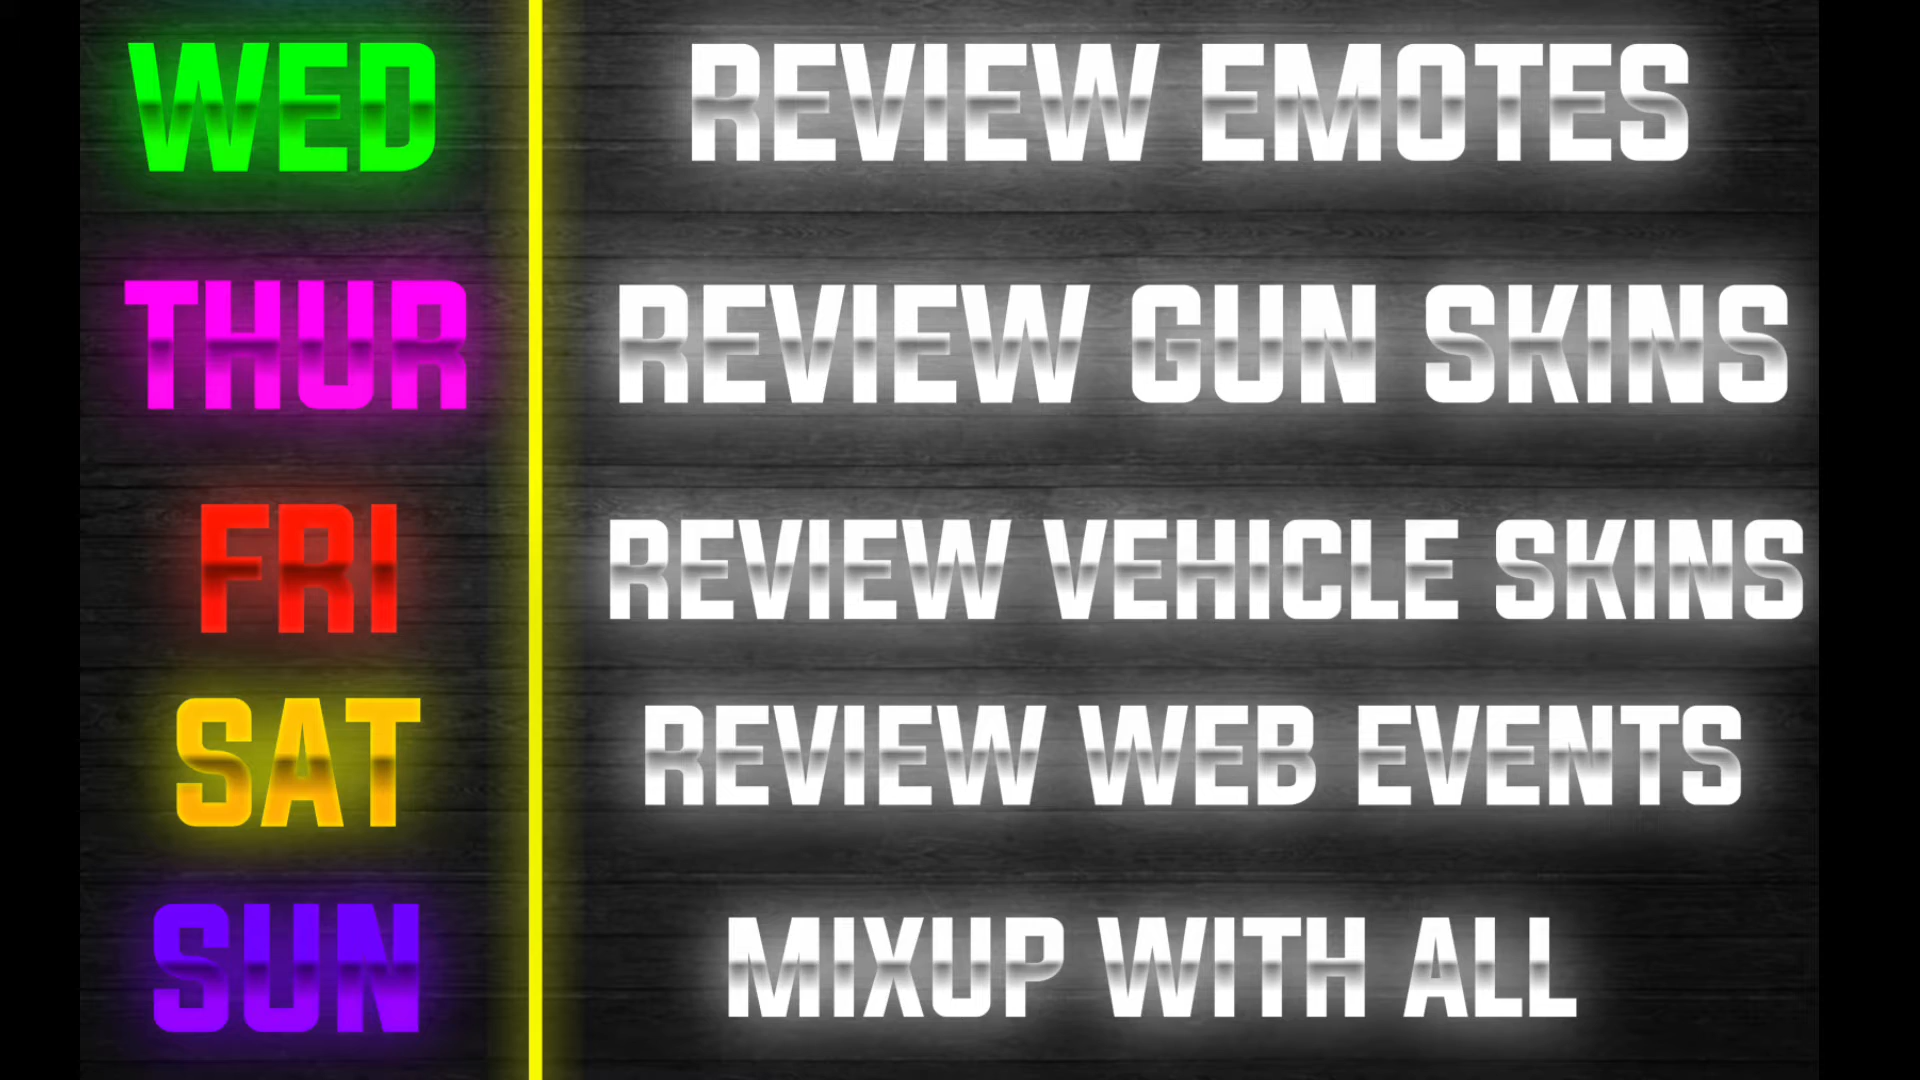 WED REVIEW EMOTES
THUR REVIEW GUN SKINS
FRI REVIEW VEHICLE SKINS
SAT REVIEW WEB EVENTS
SUN MIXUP WITH ALL